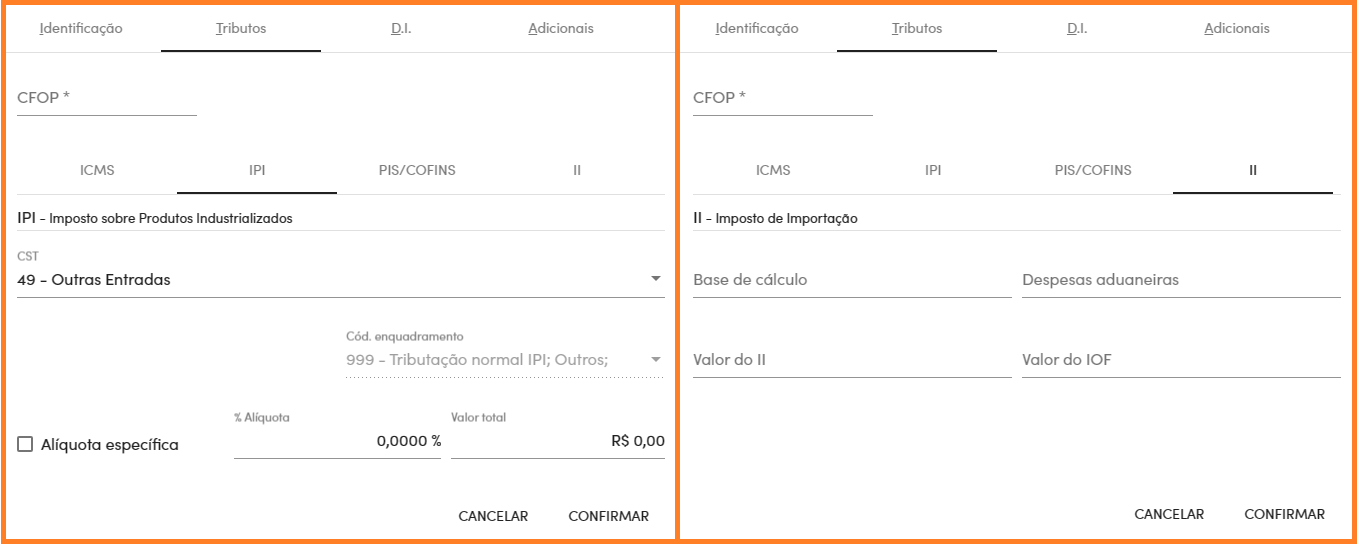 Identificação Tributos D.I. Adicionais
CFOP *
ICMS IPI PIS/COFINS II
IPI - Imposto sobre Produtos Industrializados
CST
49 - Outras Entradas
Cód. enquadramento
999 - Tributação normal IPI; Outros;
% Alíquota Valor total
Alíquota específica 0,0000 % R$ 0,00
CANCELAR CONFIRMAR
Identificação Tributos D.I. Adicionais
CFOP *
ICMS IPI PIS/COFINS II
II - Imposto de Importação
Base de cálculo Despesas aduaneiras
Valor do II Valor do IOF
CANCELAR CONFIRMAR